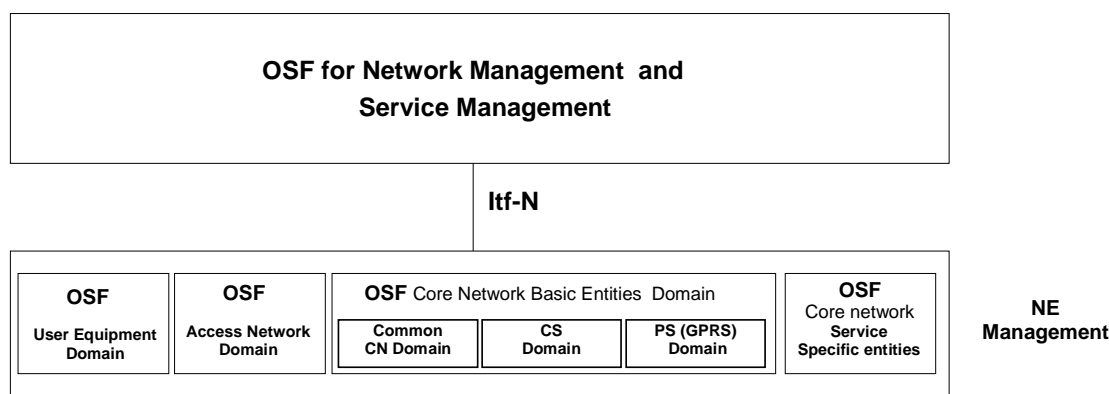 OSF for Network Management and
Service Management
Itf-N
OSF
User Equipment
Domain
OSF
Access Network
Domain
OSF Core Network Basic Entities Domain
Common
CN Domain
CS
Domain
PS (GPRS)
Domain
OSF
Core network
Service
Specific entities
NE
Management